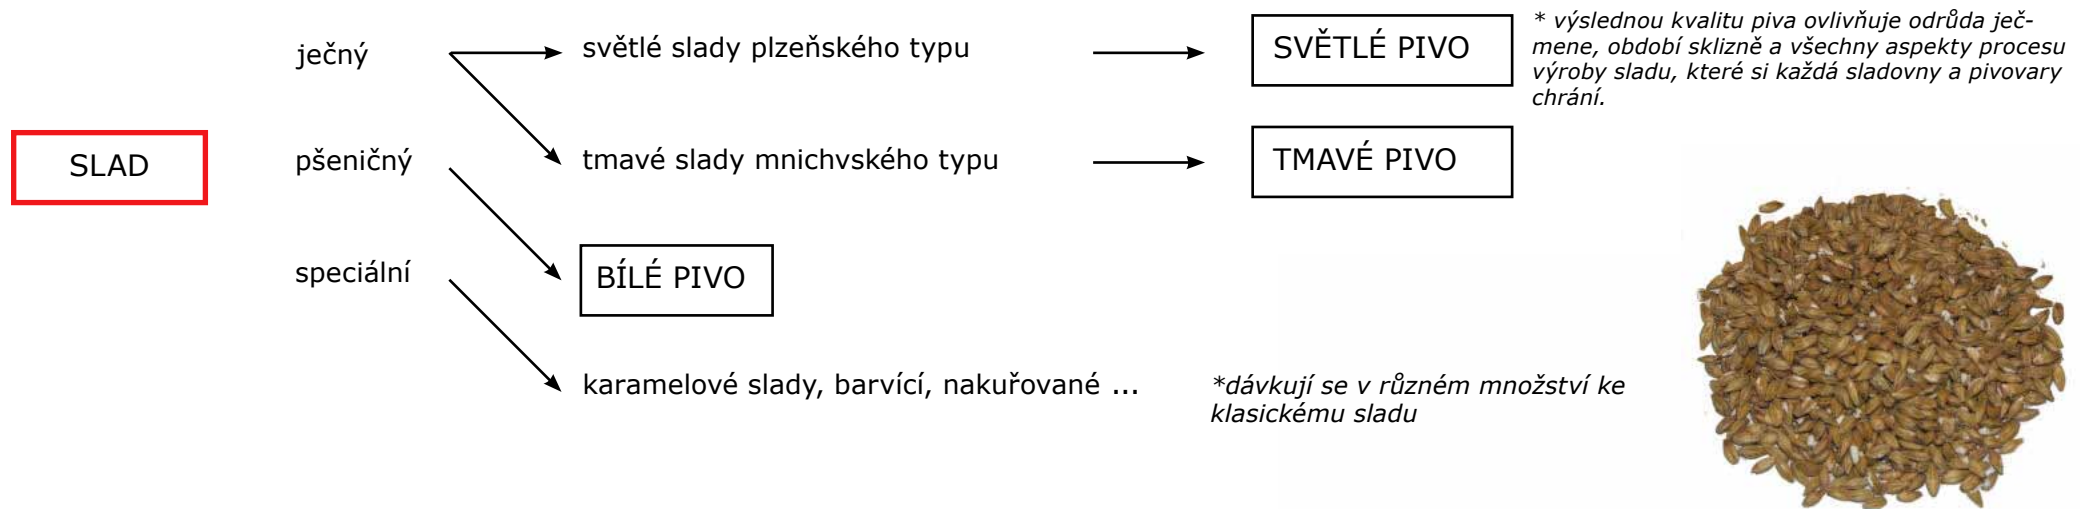 SLAD
ječný
světlé slady plzeňského typu
SVĚTLÉ PIVO
* výslednou kvalitu piva ovlivňuje odrůda ječ-
mene, období sklizně a všechny aspekty procesu
výroby sladu, které si každá sladovny a pivovary
chrání.
pšeničný
tmavé slady mnichvského typu
TMAVÉ PIVO
speciální
BÍLÉ PIVO
karamelové slady, barvící, nakuřované ...
*dávkují se v různém množství ke
klasickému sladu